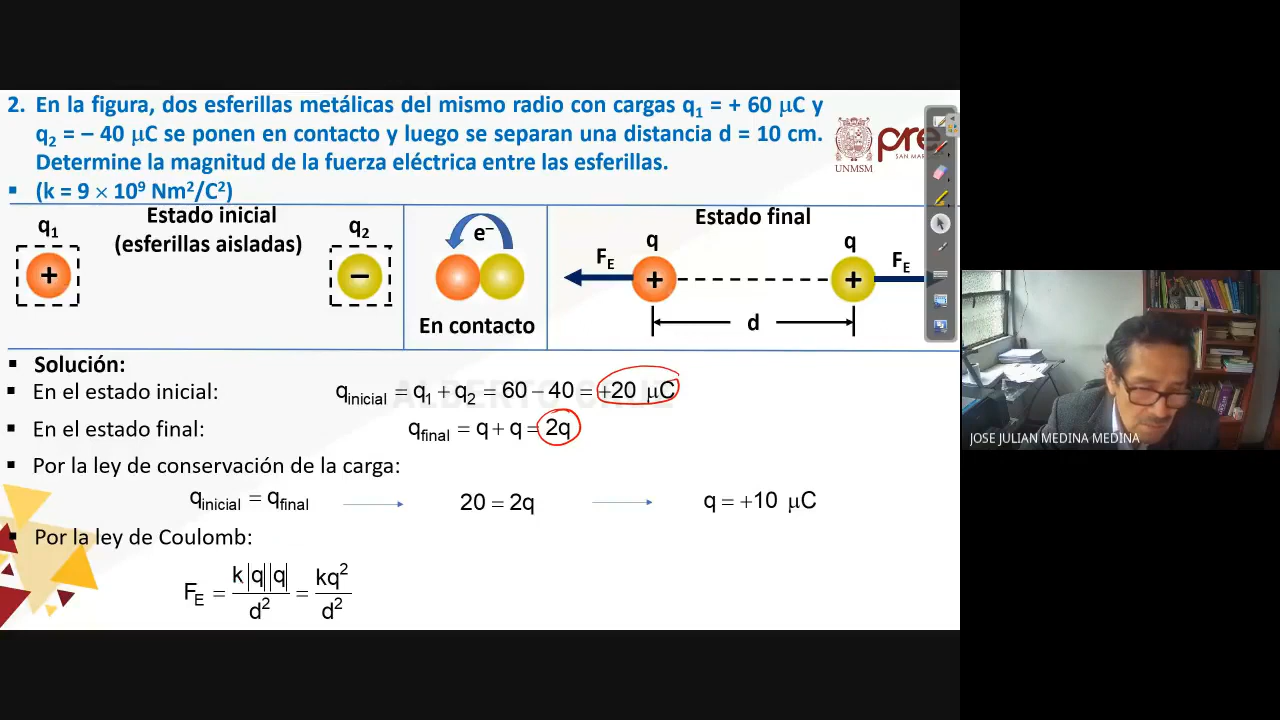 2. En la figura, dos esferillas metálicas del mismo radio con cargas q₁ = + 60 μC y
q₂ = – 40 μC se ponen en contacto y luego se separan una distancia d = 10 cm.
Determine la magnitud de la fuerza eléctrica entre las esferillas.
▪ (k = 9 × 10⁹ Nm²/C²)
UNMSM
pre
SAN MAR
Estado inicial
(esferillas aisladas)
q₁
q₂
+
−
e⁻
En contacto
Estado final
q
q
F_E
F_E
+
+
d
▪ Solución:
▪ En el estado inicial: q_inicial = q₁ + q₂ = 60 − 40 = +20 μC
▪ En el estado final: q_final = q + q = 2q
▪ Por la ley de conservación de la carga:
q_inicial = q_final → 20 = 2q → q = +10 μC
▪ Por la ley de Coulomb:
F_E = k|q||q| / d² = kq² / d²
JOSE JULIAN MEDINA MEDINA